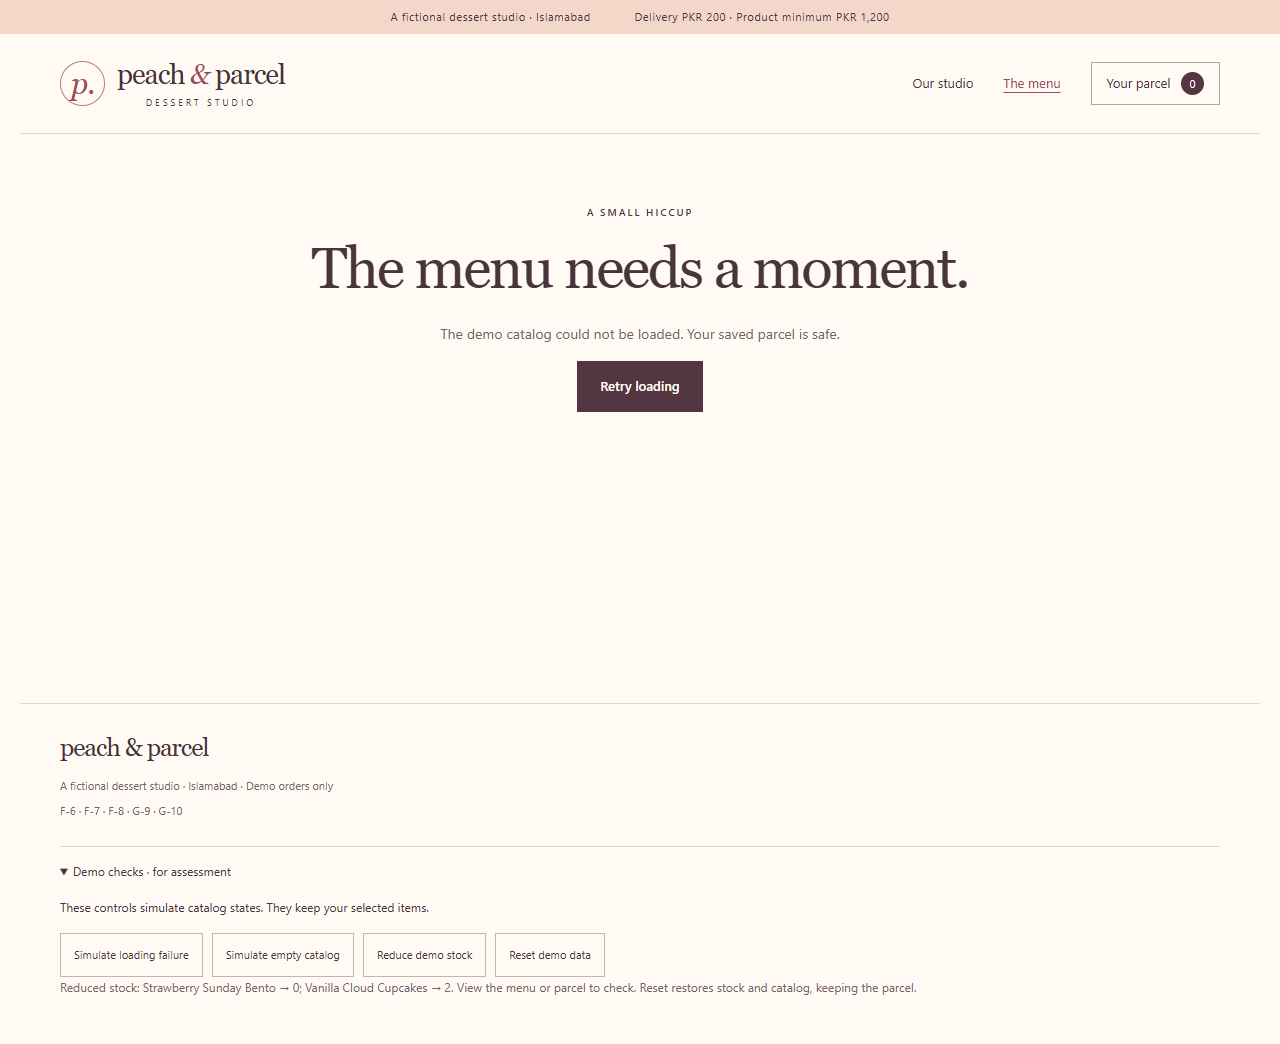 A fictional dessert studio · Islamabad
Delivery PKR 200 · Product minimum PKR 1,200
p.
peach & parcel
DESSERT STUDIO
Our studio
The menu
Your parcel 0
A SMALL HICCUP
The menu needs a moment.
The demo catalog could not be loaded. Your saved parcel is safe.
Retry loading
peach & parcel
A fictional dessert studio · Islamabad · Demo orders only
F-6 · F-7 · F-8 · G-9 · G-10
▼ Demo checks · for assessment
These controls simulate catalog states. They keep your selected items.
Simulate loading failure
Simulate empty catalog
Reduce demo stock
Reset demo data
Reduced stock: Strawberry Sunday Bento → 0; Vanilla Cloud Cupcakes → 2. View the menu or parcel to check. Reset restores stock and catalog, keeping the parcel.